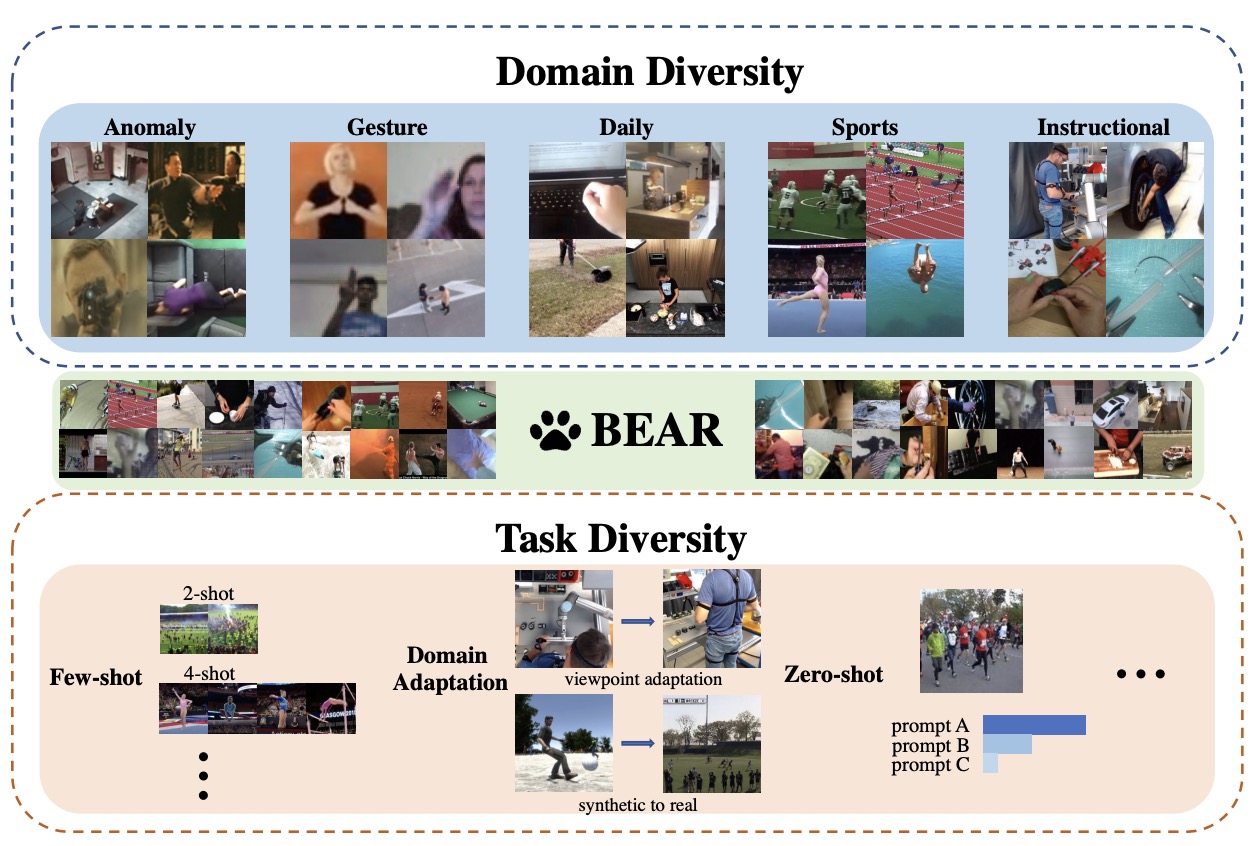 Domain Diversity
Anomaly
Gesture
Daily
Sports
Instructional
BEAR
Task Diversity
2-shot
Few-shot
4-shot
Domain
Adaptation
viewpoint adaptation
synthetic to real
Zero-shot
prompt A
prompt B
prompt C